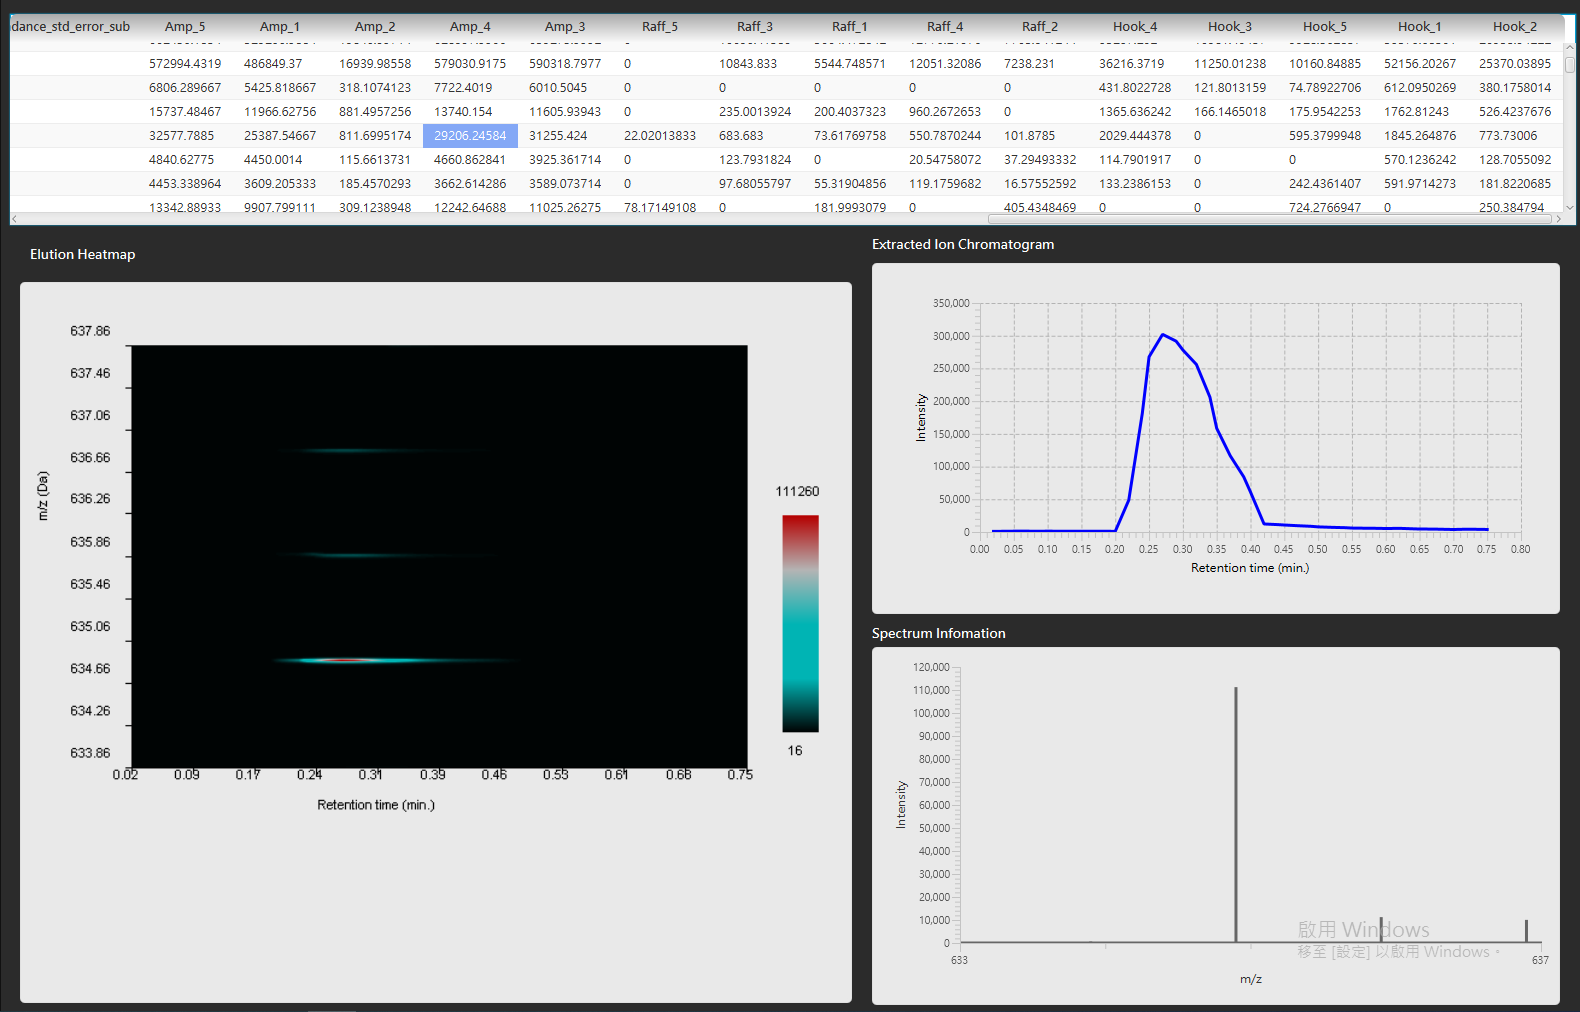 dance_std_error_sub Amp_5 Amp_1 Amp_2 Amp_4 Amp_3 Raff_5 Raff_3 Raff_1 Raff_4 Raff_2 Hook_4 Hook_3 Hook_5 Hook_1 Hook_2
572994.4319 486849.37 16939.98558 579030.9175 590318.7977 0 10843.833 5544.748571 12051.32086 7238.231 36216.3719 11250.01238 10160.84885 52156.20267 25370.03895
6806.289667 5425.818667 318.1074123 7722.4019 6010.5045 0 0 0 0 0 431.8022728 121.8013159 74.78922706 612.0950269 380.1758014
15737.48467 11966.62756 881.4957256 13740.154 11605.93943 0 235.0013924 200.4037323 960.2672653 0 1365.636242 166.1465018 175.9542253 1762.81243 526.4237676
32577.7885 25387.54667 811.6995174 29206.24584 31255.424 22.02013833 683.683 73.61769758 550.7870244 101.8785 2029.444378 0 595.3799948 1845.264876 773.73006
4840.62775 4450.0014 115.6613731 4660.862841 3925.361714 0 123.7931824 0 20.54758072 37.29493332 114.7901917 0 0 570.1236242 128.7055092
4453.338964 3609.205333 185.4570293 3662.614286 3589.073714 0 97.68055797 55.31904856 119.1759682 16.57552592 133.2386153 0 242.4361407 591.9714273 181.8220685
13342.88933 9907.799111 309.1238948 12242.64688 11025.26275 78.17149108 0 181.9993079 0 405.4348469 0 0 724.2766947 0 250.384794
Elution Heatmap
637.86
637.46
637.06
636.66
636.26
635.86
635.46
635.06
634.66
634.26
633.86
m/z (Da)
0.02 0.09 0.17 0.24 0.31 0.39 0.46 0.53 0.61 0.68 0.75
Retention time (min.)
111260
16
Extracted Ion Chromatogram
350,000
300,000
250,000
200,000
150,000
100,000
50,000
0
Intensity
0.00 0.05 0.10 0.15 0.20 0.25 0.30 0.35 0.40 0.45 0.50 0.55 0.60 0.65 0.70 0.75 0.80
Retention time (min.)
Spectrum Infomation
120,000
110,000
100,000
90,000
80,000
70,000
60,000
50,000
40,000
30,000
20,000
10,000
0
Intensity
633 637
m/z
啟用 Windows
移至 [設定] 以啟用 Windows。